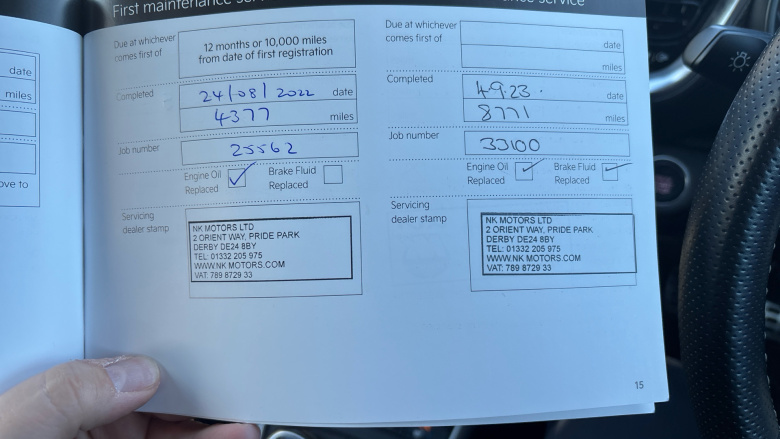 First maintenance
service
date
miles
ove to
Due at whichever
comes first of
12 months or 10,000 miles
from date of first registration
Completed
24/08/2022 date
4377 miles
Job number
25562
Engine Oil
Replaced
Brake Fluid
Replaced
Servicing
dealer stamp
NK MOTORS LTD
2 ORIENT WAY, PRIDE PARK
DERBY DE24 8BY
TEL: 01332 205 975
WWW.NK MOTORS.COM
VAT: 789 8729 33
Due at whichever
comes first of
date
miles
Completed
4.9.23. date
8771 miles
Job number
33100
Engine Oil
Replaced
Brake Fluid
Replaced
Servicing
dealer stamp
NK MOTORS LTD
2 ORIENT WAY, PRIDE PARK
DERBY DE24 8BY
TEL: 01332 205 975
WWW.NK MOTORS.COM
VAT: 789 8729 33
15